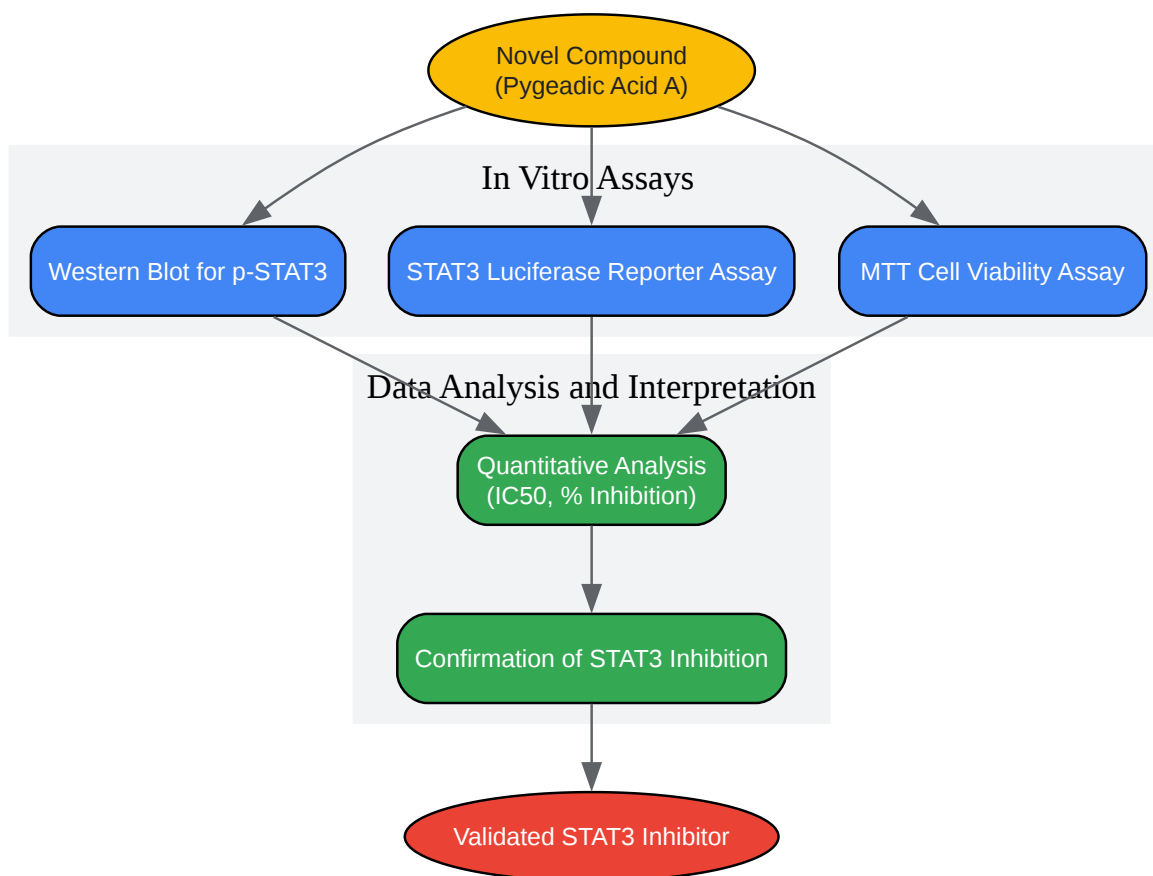 Novel Compound
(Pygeadic Acid A)
In Vitro Assays
Western Blot for p-STAT3
STAT3 Luciferase Reporter Assay
MTT Cell Viability Assay
Data Analysis and Interpretation
Quantitative Analysis
(IC50, % Inhibition)
Confirmation of STAT3 Inhibition
Validated STAT3 Inhibitor